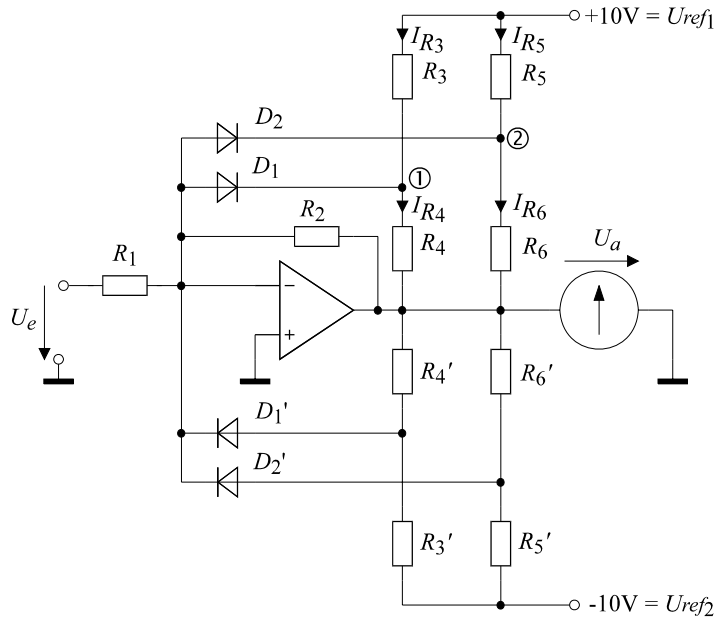 +10V = Uref1
IR3
IR5
R3
R5
D2
②
D1
①
R2
IR4
IR6
R1
R4
R6
Ua
−
Ue
+
R4′
R6′
D1'
D2'
R3′
R5′
-10V = Uref2